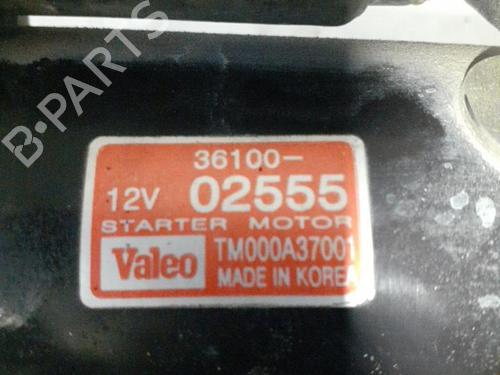 B-PARTS
36100-
12V 02555
STARTER MOTOR
Valeo TM000A37001
MADE IN KOREA